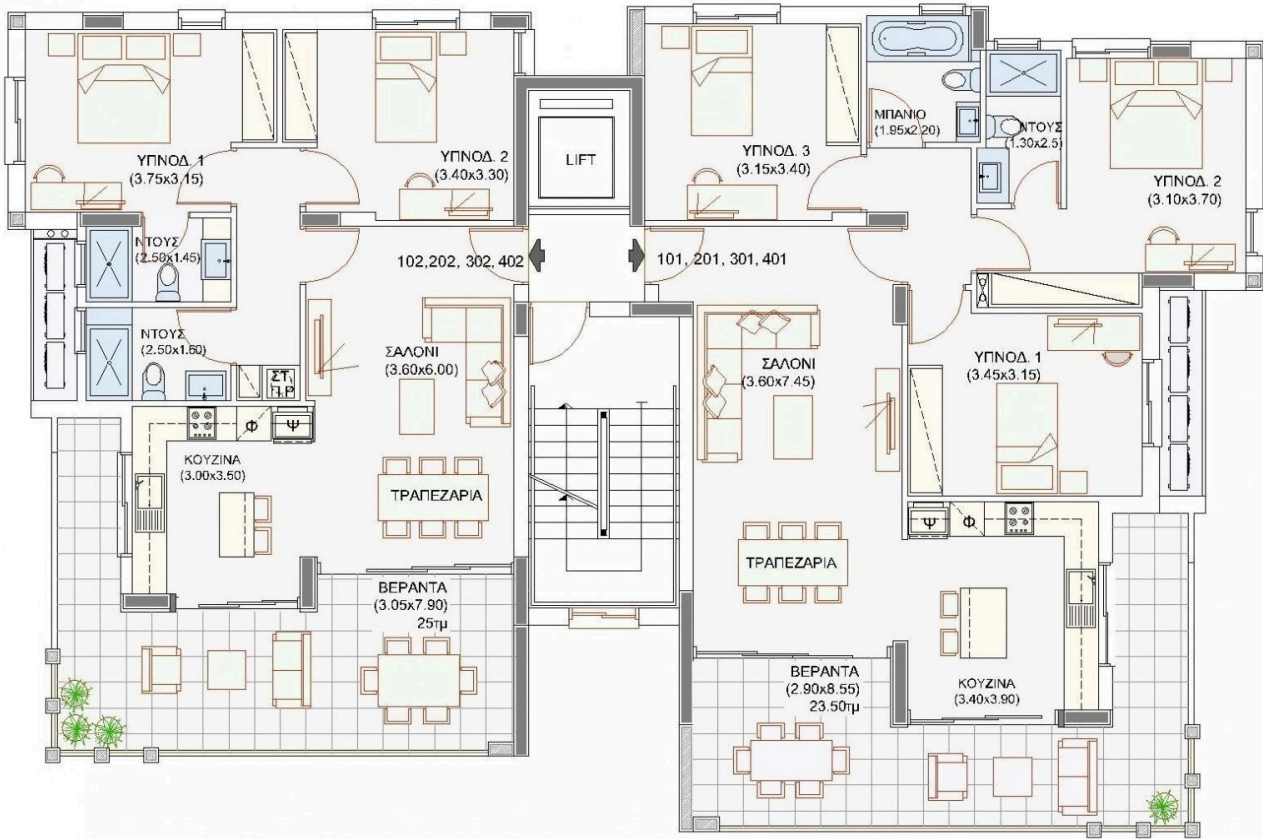 ΥΠΝΟΔ. 1
(3.75x3.15)
ΥΠΝΟΔ. 2
(3.40x3.30)
LIFT
ΥΠΝΟΔ. 3
(3.15x3.40)
ΜΠΑΝΙΟ
(1.95x2.20)
ΝΤΟΥΣ
(1.30x2.5)
ΥΠΝΟΔ. 2
(3.10x3.70)
ΝΤΟΥΣ
(2.50x1.45)
102,202, 302, 402
101, 201, 301, 401
ΝΤΟΥΣ
(2.50x1.60)
ΣΤ.
Π.Ρ
ΣΑΛΟΝΙ
(3.60x6.00)
ΣΑΛΟΝΙ
(3.60x7.45)
ΥΠΝΟΔ. 1
(3.45x3.15)
Φ
Ψ
ΚΟΥΖΙΝΑ
(3.00x3.50)
ΤΡΑΠΕΖΑΡΙΑ
Ψ
Φ
ΤΡΑΠΕΖΑΡΙΑ
ΒΕΡΑΝΤΑ
(3.05x7.90)
25τμ
ΒΕΡΑΝΤΑ
(2.90x8.55)
23.50τμ
ΚΟΥΖΙΝΑ
(3.40x3.90)